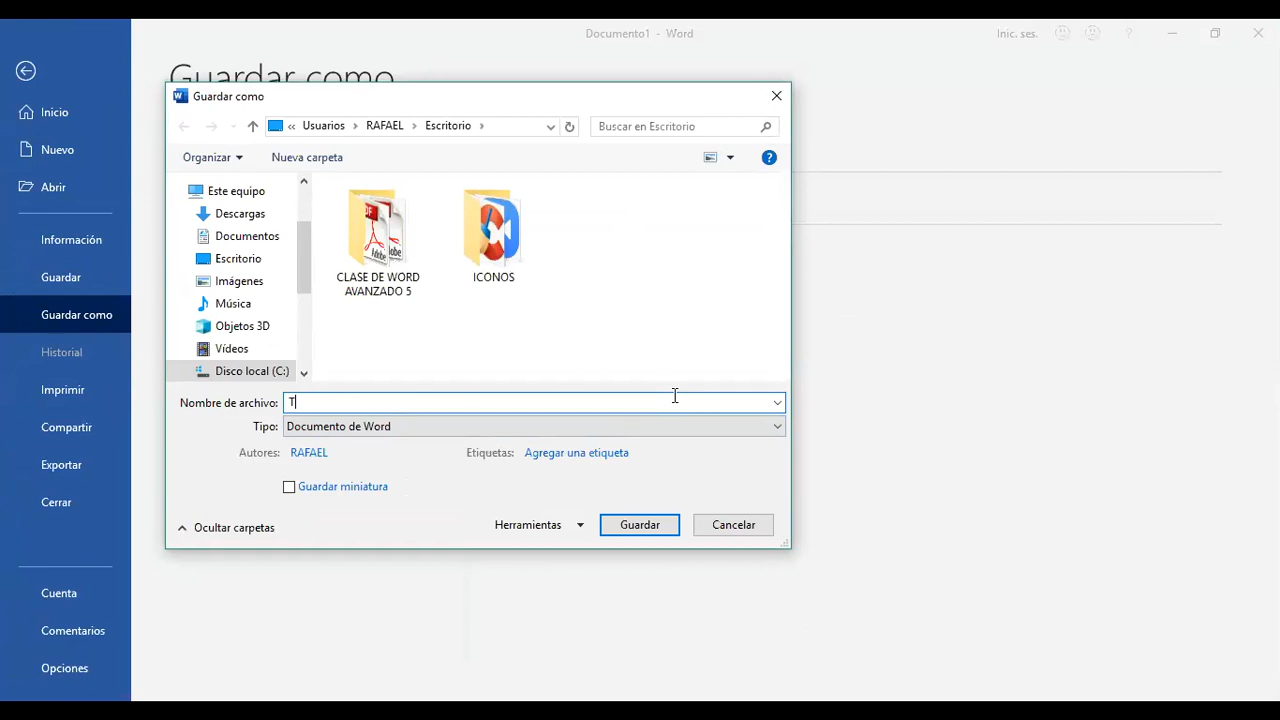 Documento1 - Word
Inic. ses.
?
Guardar como
Inicio
Nuevo
Abrir
Información
Guardar
Guardar como
Historial
Imprimir
Compartir
Exportar
Cerrar
Cuenta
Comentarios
Opciones
Guardar como
« Usuarios > RAFAEL > Escritorio >
Buscar en Escritorio
Organizar
Nueva carpeta
?
Este equipo
Descargas
Documentos
Escritorio
Imágenes
Música
Objetos 3D
Vídeos
Disco local (C:)
PDF
Adobe
CLASE DE WORD
AVANZADO 5
ICONOS
Nombre de archivo: T
Tipo: Documento de Word
Autores: RAFAEL
Etiquetas: Agregar una etiqueta
Guardar miniatura
Ocultar carpetas
Herramientas
Guardar
Cancelar